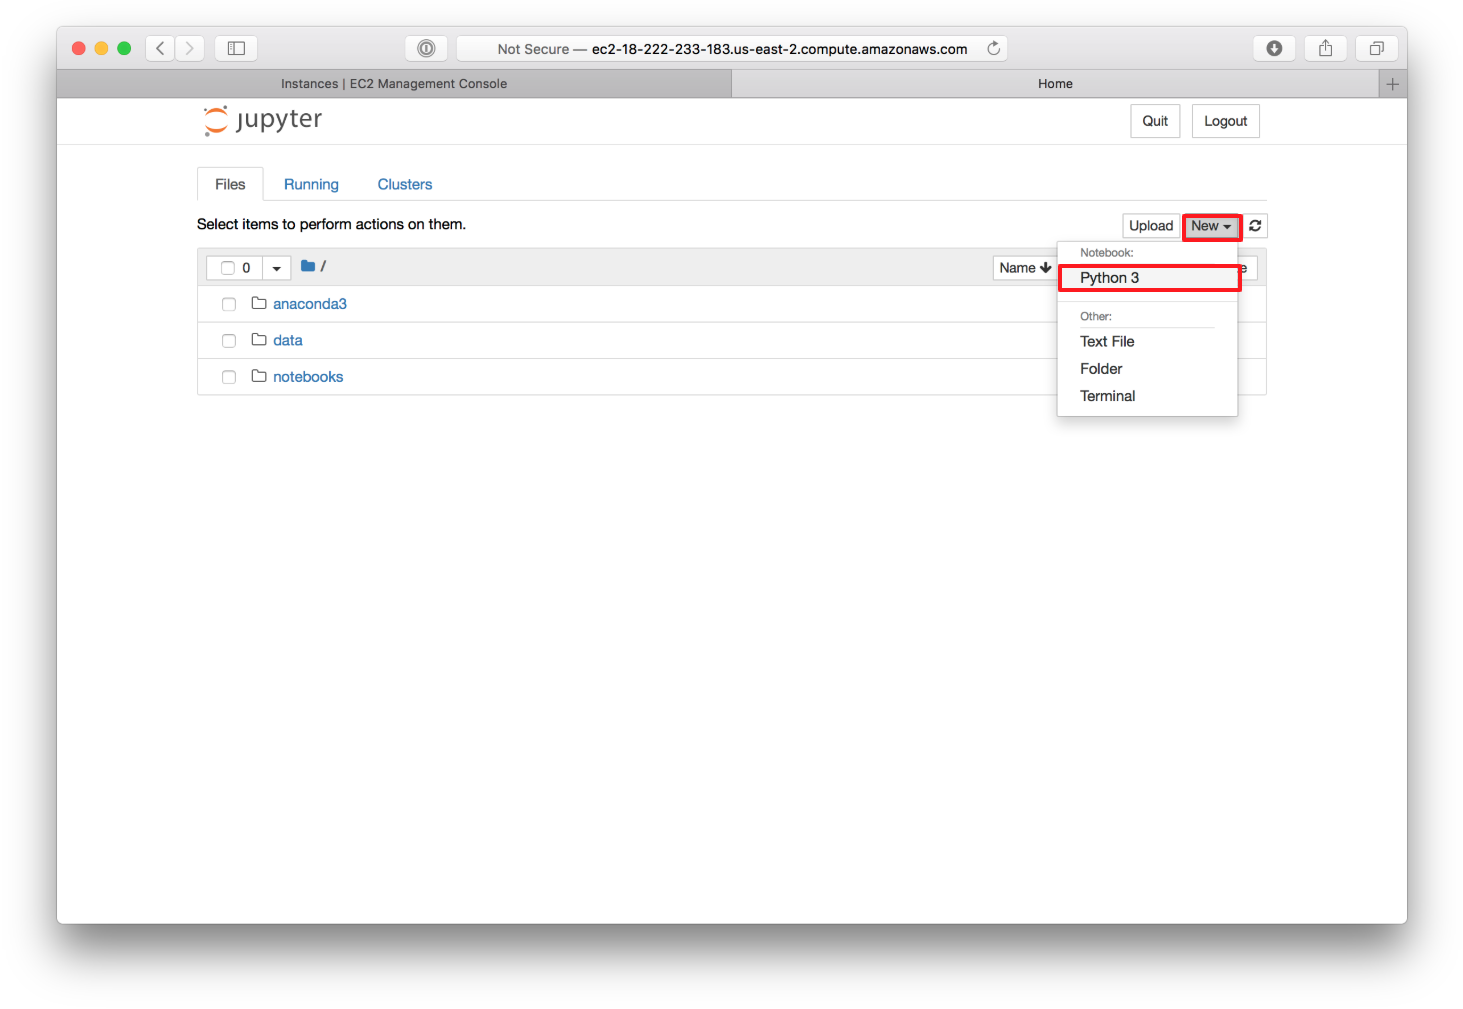 Not Secure — ec2-18-222-233-183.us-east-2.compute.amazonaws.com
Instances | EC2 Management Console
Home
jupyter
Quit
Logout
Files
Running
Clusters
Select items to perform actions on them.
Upload
New
0
/
Name
e
Notebook:
Python 3
anaconda3
Other:
data
Text File
Folder
notebooks
Terminal